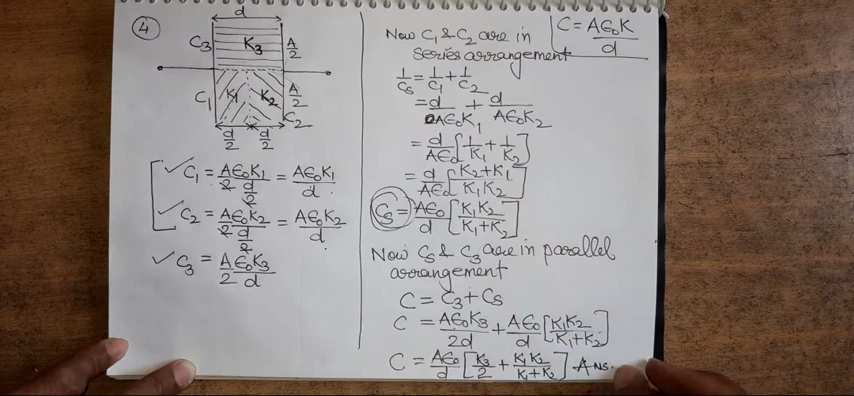 ④
d
C₃ K₃ A/2
C₁ K₁ K₂ A/2
C₂
d/2 d/2
✓C₁ = Aϵ₀K₁/(2 d/2) = Aϵ₀K₁/d
✓C₂ = Aϵ₀K₂/(2 d/2) = Aϵ₀K₂/d
✓C₃ = Aϵ₀K₃/2d
C = Aϵ₀K/d
Now C₁ & C₂ are in
series arrangement
1/Cs = 1/C₁ + 1/C₂
= d/Aϵ₀K₁ + d/Aϵ₀K₂
= d/Aϵ₀ [1/K₁ + 1/K₂]
= d/Aϵ₀ [K₂+K₁/K₁K₂]
Cs = Aϵ₀/d [K₁K₂/K₁+K₂]
Now Cs & C₃ are in parallel
arrangement
C = C₃ + Cs
C = Aϵ₀K₃/2d + Aϵ₀/d [K₁K₂/K₁+K₂]
C = Aϵ₀/d [K₃/2 + K₁K₂/K₁+K₂] Ans.